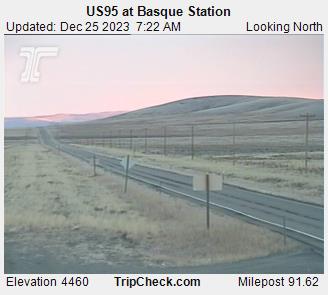 US95 at Basque Station
Updated: Dec 25 2023 7:22 AM Looking North
Elevation 4460 TripCheck.com Milepost 91.62